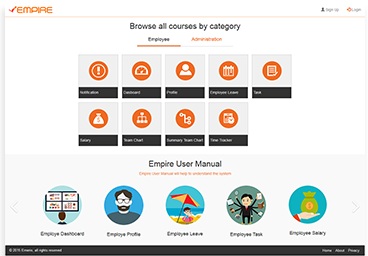 EMPIRE
Sign Up Login
Browse all courses by category
Employee Administration
Notification Dasboard Profile Employee Leave Task
Salary Team Chart Summary Team Chart Time Tracker
Empire User Manual
Empire User Manual will help to understand the system
Employe Dashboard Employe Profile Employee Leave Employee Task Employee Salary
© 2016 Empire, all rights reserved Home About Privacy